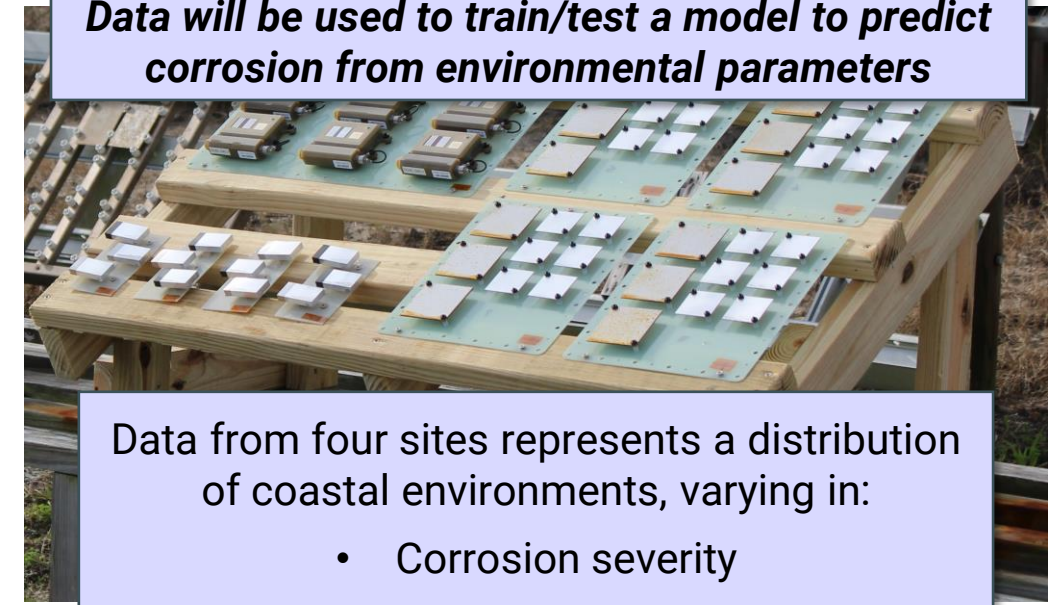 Data will be used to train/test a model to predict
corrosion from environmental parameters
Data from four sites represents a distribution
of coastal environments, varying in:
• Corrosion severity